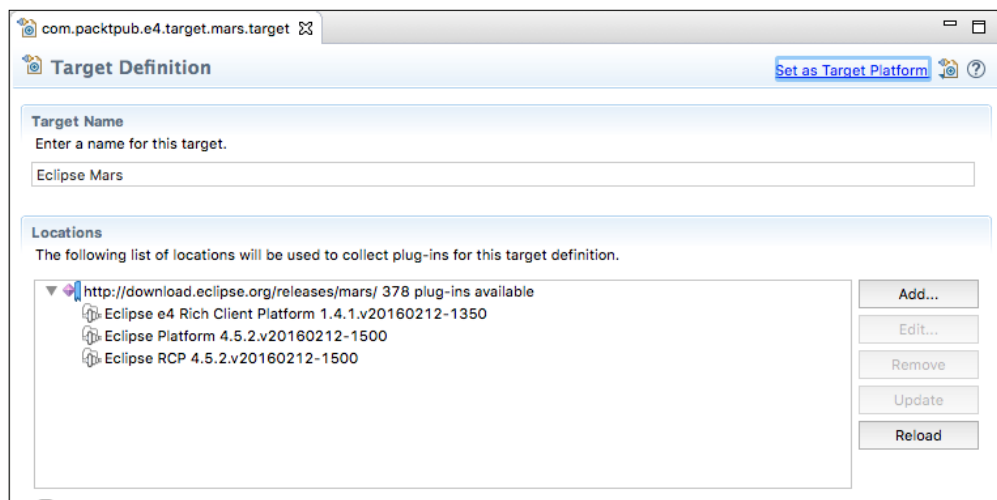 com.packtpub.e4.target.mars.target
Target Definition
Set as Target Platform
Target Name
Enter a name for this target.
Eclipse Mars
Locations
The following list of locations will be used to collect plug-ins for this target definition.
http://download.eclipse.org/releases/mars/ 378 plug-ins available
Eclipse e4 Rich Client Platform 1.4.1.v20160212-1350
Eclipse Platform 4.5.2.v20160212-1500
Eclipse RCP 4.5.2.v20160212-1500
Add...
Edit...
Remove
Update
Reload